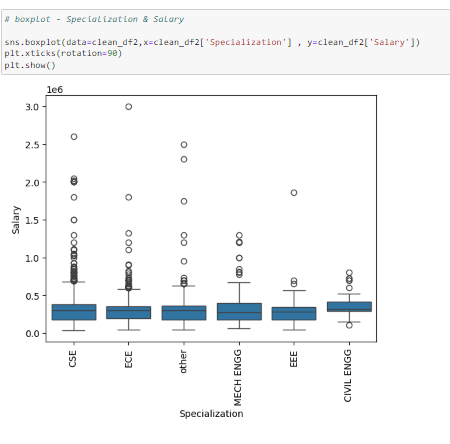 # boxplot - Specialization & Salary
sns.boxplot(data=clean_df2,x=clean_df2['Specialization'] , y=clean_df2['Salary'])
plt.xticks(rotation=90)
plt.show()
1e6
3.0
2.5
2.0
1.5
1.0
0.5
0.0
Salary
CSE
ECE
other
MECH ENGG
EEE
CIVIL ENGG
Specialization